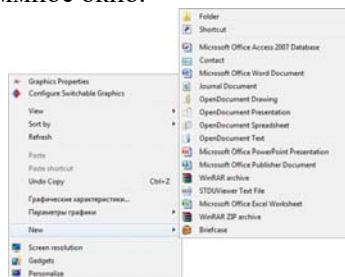 Folder
Shortcut
Microsoft Office Access 2007 Database
Contact
Microsoft Office Word Document
Journal Document
OpenDocument Drawing
OpenDocument Presentation
OpenDocument Spreadsheet
OpenDocument Text
Microsoft Office PowerPoint Presentation
Microsoft Office Publisher Document
WinRAR archive
STDUViewer Text File
Microsoft Office Excel Worksheet
WinRAR ZIP archive
Briefcase
Graphics Properties
Configure Switchable Graphics
View
Sort by
Refresh
Paste
Paste shortcut
Undo Copy Ctrl+Z
Графические характеристики...
Параметры графики
New
Screen resolution
Gadgets
Personalize